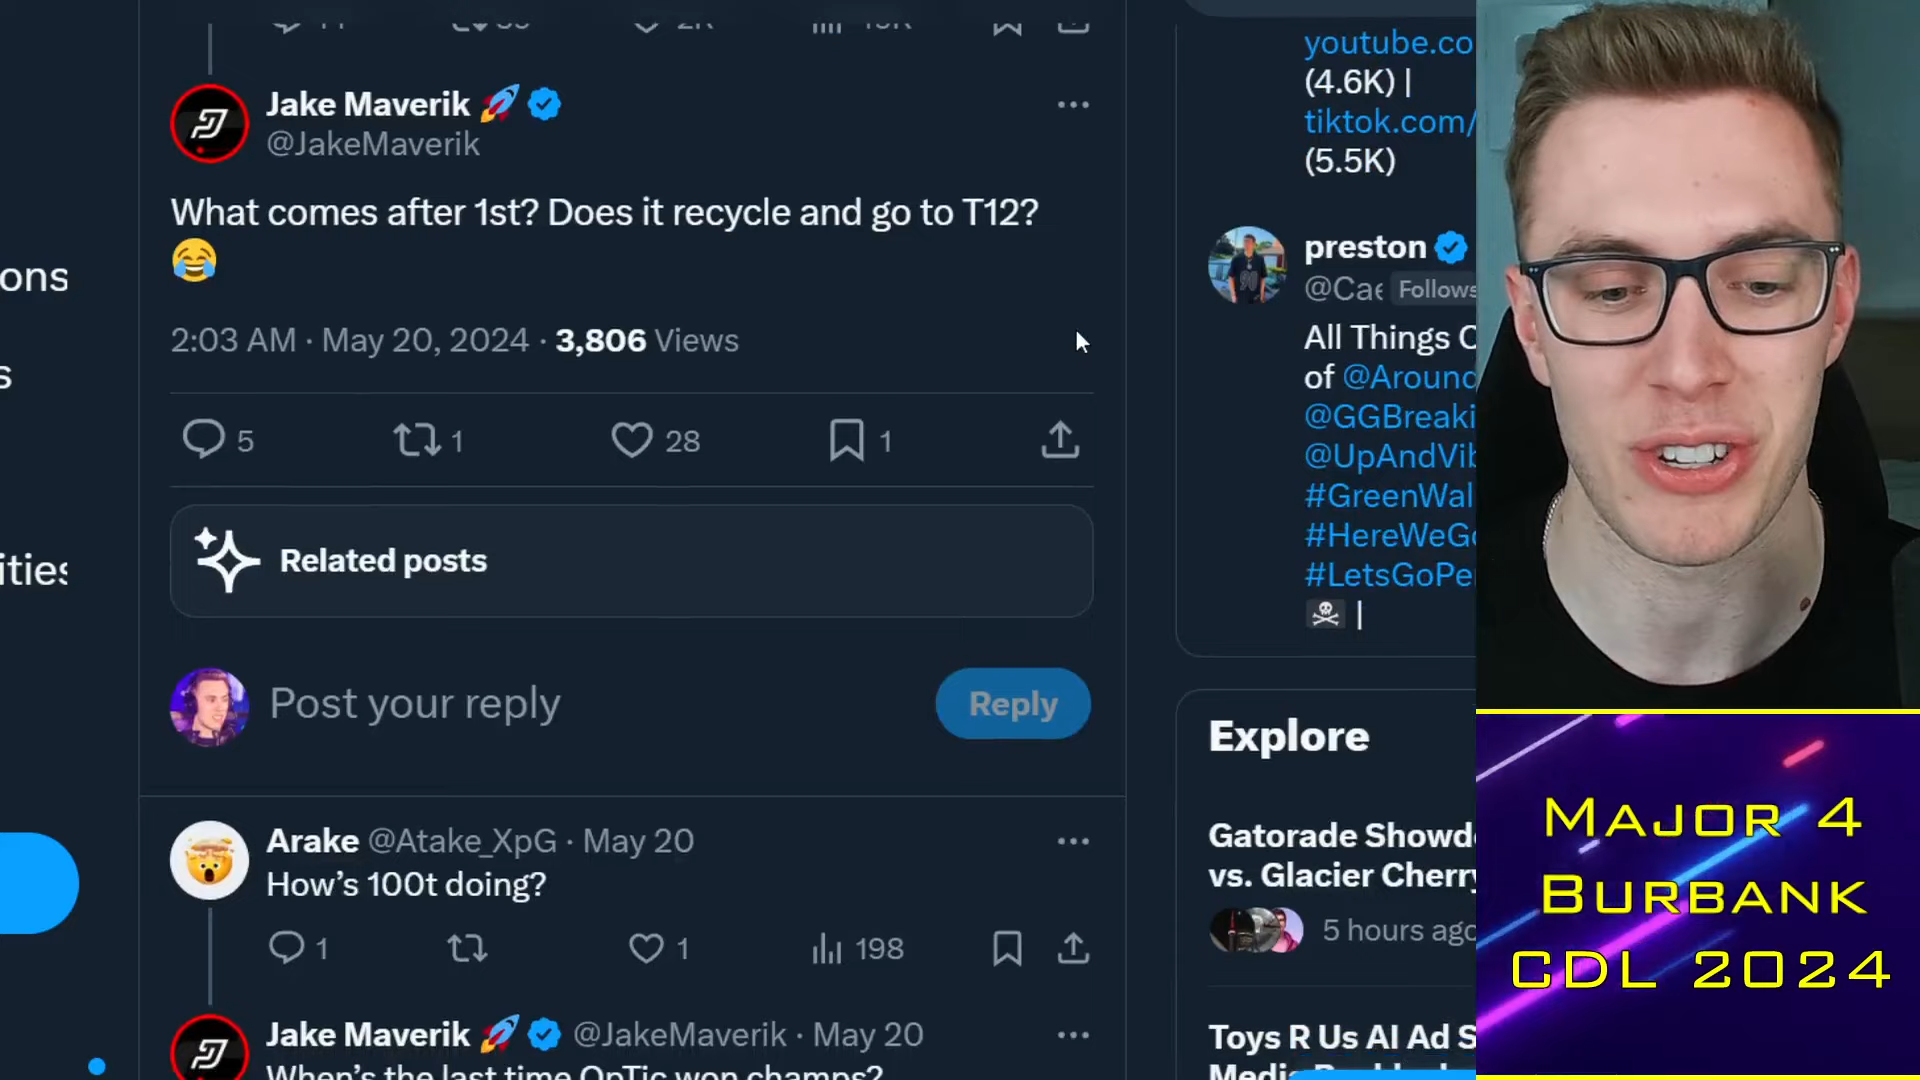 Jake Maverik
@JakeMaverik
What comes after 1st? Does it recycle and go to T12?
2:03 AM · May 20, 2024 · 3,806 Views
5
1
28
1
Related posts
Post your reply
Reply
Arake @Atake_XpG · May 20
How's 100t doing?
1
1
198
Jake Maverik @JakeMaverik · May 20
When's the last time OpTic won champs?
ons
s
ities
youtube.co
(4.6K) |
tiktok.com/
(5.5K)
preston
@Cae Follows
All Things C
of @Around
@GGBreaki
@UpAndVib
#GreenWal
#HereWeGo
#LetsGoPe
|
Explore
Gatorade Showd
vs. Glacier Cherry
5 hours ago
Toys R Us AI Ad S
MAJOR 4
BURBANK
CDL 2024